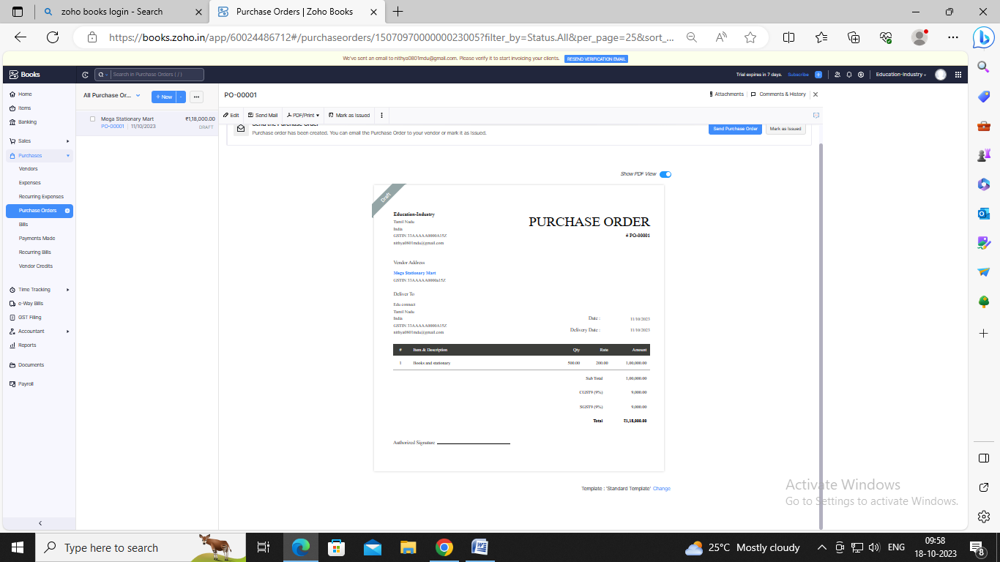 zoho books login - Search
Purchase Orders | Zoho Books
https://books.zoho.in/app/60024486712#/purchaseorders/1507097000000023005?filter_by=Status.All&per_page=25&sort_...
We've sent an email to nithya0801mdu@gmail.com. Please verify it to start invoicing your clients. RESEND VERIFICATION EMAIL
Books
Search in Purchase Orders ( / )
Trial expires in 7 days. Subscribe
Education-Industry
Home
Items
Banking
Sales
Purchases
Vendors
Expenses
Recurring Expenses
Purchase Orders
Bills
Payments Made
Recurring Bills
Vendor Credits
Time Tracking
e-Way Bills
GST Filing
Accountant
Reports
Documents
Payroll
All Purchase Or...
+ New
Mega Stationary Mart ₹1,18,000.00
PO-00001 | 11/10/2023 DRAFT
PO-00001
Attachments
Comments & History
Edit
Send Mail
PDF/Print
Mark as Issued
Send the Purchase Order
Purchase order has been created. You can email the Purchase Order to your vendor or mark it as issued.
Send Purchase Order
Mark as Issued
Show PDF View
Draft
Education-Industry
Tamil Nadu
India
GSTIN 33AAAAA0000A15Z
nithya0801mdu@gmail.com
PURCHASE ORDER
# PO-00001
Vendor Address
Mega Stationary Mart
GSTIN 33AAAAA0000a15Z
Deliver To
Edu connect
Tamil Nadu
India
GSTIN 33AAAAA0000A15Z
nithya0801mdu@gmail.com
Date : 11/10/2023
Delivery Date : 11/10/2023
# Item & Description Qty Rate Amount
1 Books and stationary 500.00 200.00 1,00,000.00
Sub Total 1,00,000.00
CGST9 (9%) 9,000.00
SGST9 (9%) 9,000.00
Total ₹1,18,000.00
Authorized Signature
Template : 'Standard Template' Change
Activate Windows
Go to Settings to activate Windows.
Type here to search
25°C Mostly cloudy
ENG
09:58
18-10-2023
8